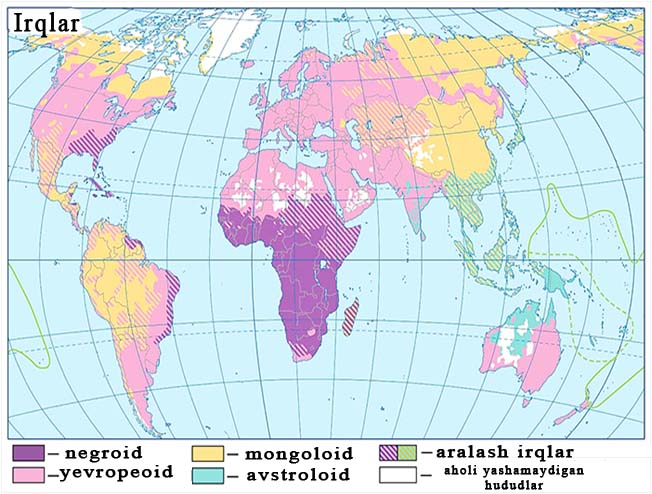 Irqlar
– negroid
– mongoloid
– aralash irqlar
– yevropeoid
– avstroloid
– aholi yashamaydigan
hududlar